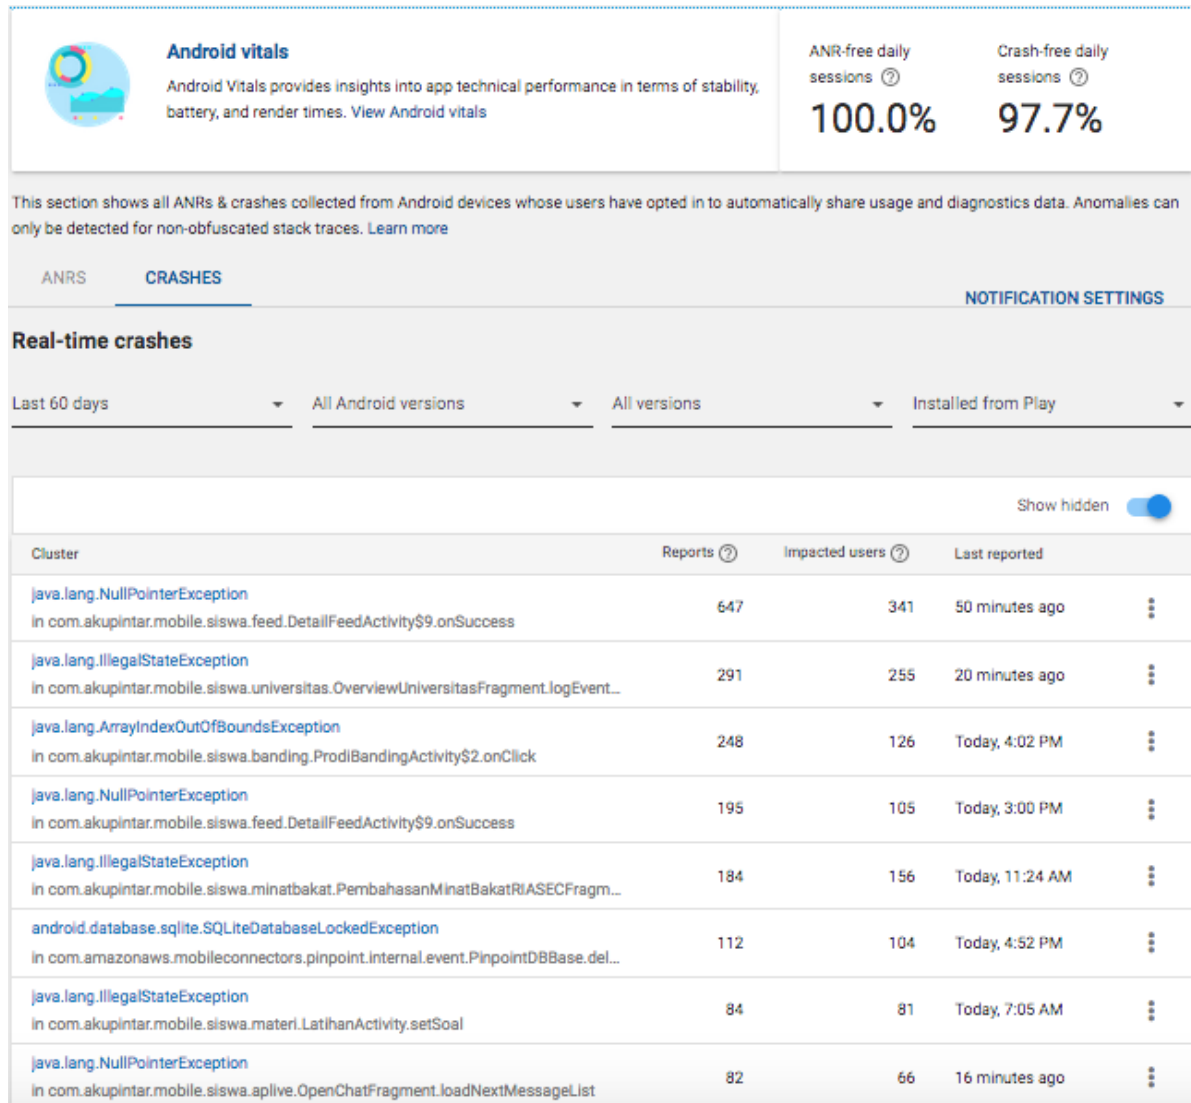 Android vitals
Android Vitals provides insights into app technical performance in terms of stability,
battery, and render times. View Android vitals
ANR-free daily
sessions
100.0%
Crash-free daily
sessions
97.7%
This section shows all ANRs & crashes collected from Android devices whose users have opted in to automatically share usage and diagnostics data. Anomalies can
only be detected for non-obfuscated stack traces. Learn more
ANRS CRASHES
NOTIFICATION SETTINGS
Real-time crashes
Last 60 days All Android versions All versions Installed from Play
Show hidden
Cluster Reports Impacted users Last reported
java.lang.NullPointerException
in com.akupintar.mobile.siswa.feed.DetailFeedActivity$9.onSuccess
647 341 50 minutes ago
java.lang.IllegalStateException
in com.akupintar.mobile.siswa.universitas.OverviewUniversitasFragment.logEvent...
291 255 20 minutes ago
java.lang.ArrayIndexOutOfBoundsException
in com.akupintar.mobile.siswa.banding.ProdiBandingActivity$2.onClick
248 126 Today, 4:02 PM
java.lang.NullPointerException
in com.akupintar.mobile.siswa.feed.DetailFeedActivity$9.onSuccess
195 105 Today, 3:00 PM
java.lang.IllegalStateException
in com.akupintar.mobile.siswa.minatbakat.PembahasanMinatBakatRIASECFragm...
184 156 Today, 11:24 AM
android.database.sqlite.SQLiteDatabaseLockedException
in com.amazonaws.mobileconnectors.pinpoint.internal.event.PinpointDBBase.del...
112 104 Today, 4:52 PM
java.lang.IllegalStateException
in com.akupintar.mobile.siswa.materi.LatihanActivity.setSoal
84 81 Today, 7:05 AM
java.lang.NullPointerException
in com.akupintar.mobile.siswa.aplive.OpenChatFragment.loadNextMessageList
82 66 16 minutes ago